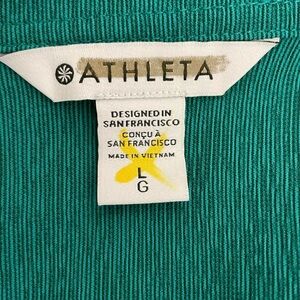 ATHLETA
DESIGNED IN
SAN FRANCISCO
CONÇU À
SAN FRANCISCO
MADE IN VIETNAM
L
G